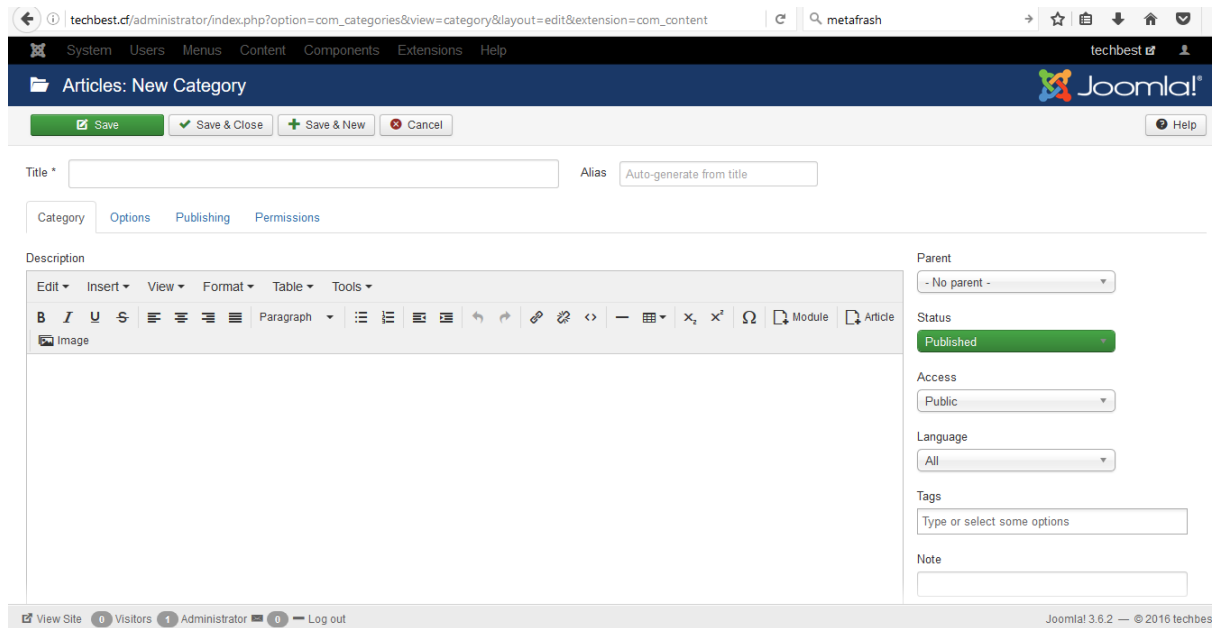 techbest.cf/administrator/index.php?option=com_categories&view=category&layout=edit&extension=com_content metafrash
System Users Menus Content Components Extensions Help techbest
Articles: New Category Joomla!®
Save Save & Close Save & New Cancel Help
Title * Alias Auto-generate from title
Category Options Publishing Permissions
Description Parent
Edit Insert View Format Table Tools - No parent -
B I U S Paragraph x₂ x² Ω Module Article Status
Image Published
Access
Public
Language
All
Tags
Type or select some options
Note
View Site 0 Visitors 1 Administrator 0 Log out Joomla! 3.6.2 — © 2016 techbes